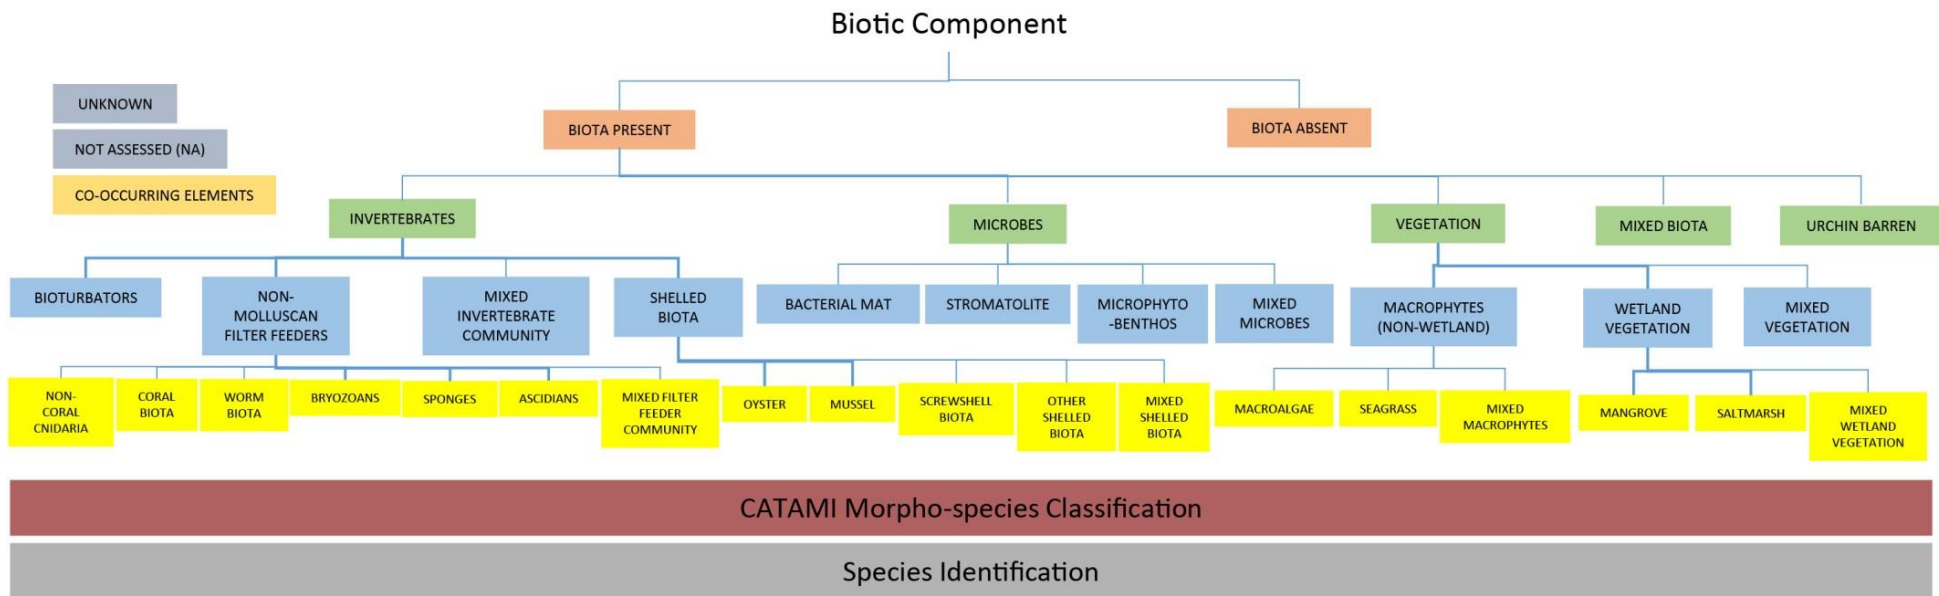 Biotic Component
UNKNOWN
NOT ASSESSED (NA)
CO-OCCURRING ELEMENTS
BIOTA PRESENT
BIOTA ABSENT
INVERTEBRATES
MICROBES
VEGETATION
MIXED BIOTA
URCHIN BARREN
BIOTURBATORS
NON-
MOLLUSCAN
FILTER FEEDERS
MIXED
INVERTEBRATE
COMMUNITY
SHELLED
BIOTA
BACTERIAL MAT
STROMATOLITE
MICROPHYTO
-BENTHOS
MIXED
MICROBES
MACROPHYTES
(NON-WETLAND)
WETLAND
VEGETATION
MIXED
VEGETATION
NON-
CORAL
CNIDARIA
CORAL
BIOTA
WORM
BIOTA
BRYOZOANS
SPONGES
ASCIDIANS
MIXED FILTER
FEEDER
COMMUNITY
OYSTER
MUSSEL
SCREWSHELL
BIOTA
OTHER
SHELLED
BIOTA
MIXED
SHELLED
BIOTA
MACROALGAE
SEAGRASS
MIXED
MACROPHYTES
MANGROVE
SALTMARSH
MIXED
WETLAND
VEGETATION
CATAMI Morpho-species Classification
Species Identification